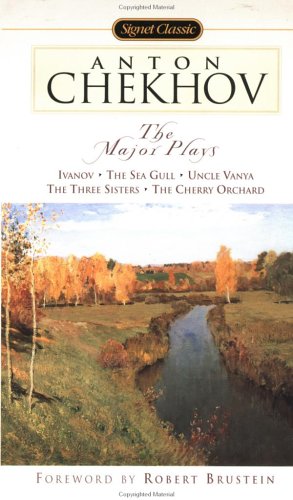 Signet Classic
ANTON
CHEKHOV
The
Major Plays
IVANOV • THE SEA GULL • UNCLE VANYA
THE THREE SISTERS • THE CHERRY ORCHARD
FOREWORD BY ROBERT BRUSTEIN